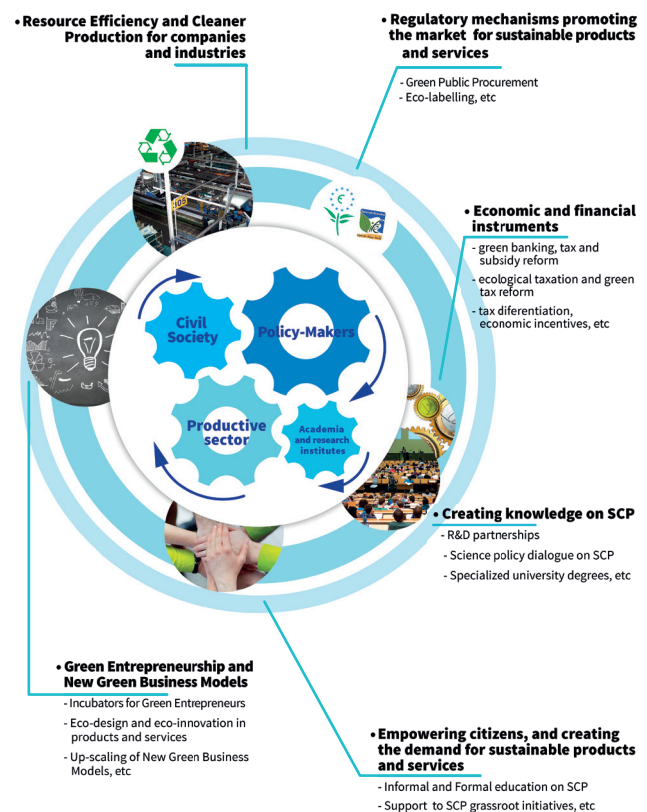 • Resource Efficiency and Cleaner
Production for companies
and industries
• Regulatory mechanisms promoting
the market for sustainable products
and services
- Green Public Procurement
- Eco-labelling, etc
• Economic and financial
instruments
- green banking, tax and
subsidy reform
- ecological taxation and green
tax reform
- tax diferentiation,
economic incentives, etc
Civil
Society
Policy-Makers
Productive
sector
Academia
and research
institutes
• Creating knowledge on SCP
- R&D partnerships
- Science policy dialogue on SCP
- Specialized university degrees, etc
• Green Entrepreneurship and
New Green Business Models
- Incubators for Green Entrepreneurs
- Eco-design and eco-innovation in
products and services
- Up-scaling of New Green Business
Models, etc
• Empowering citizens, and creating
the demand for sustainable products
and services
- Informal and Formal education on SCP
- Support to SCP grassroot initiatives, etc